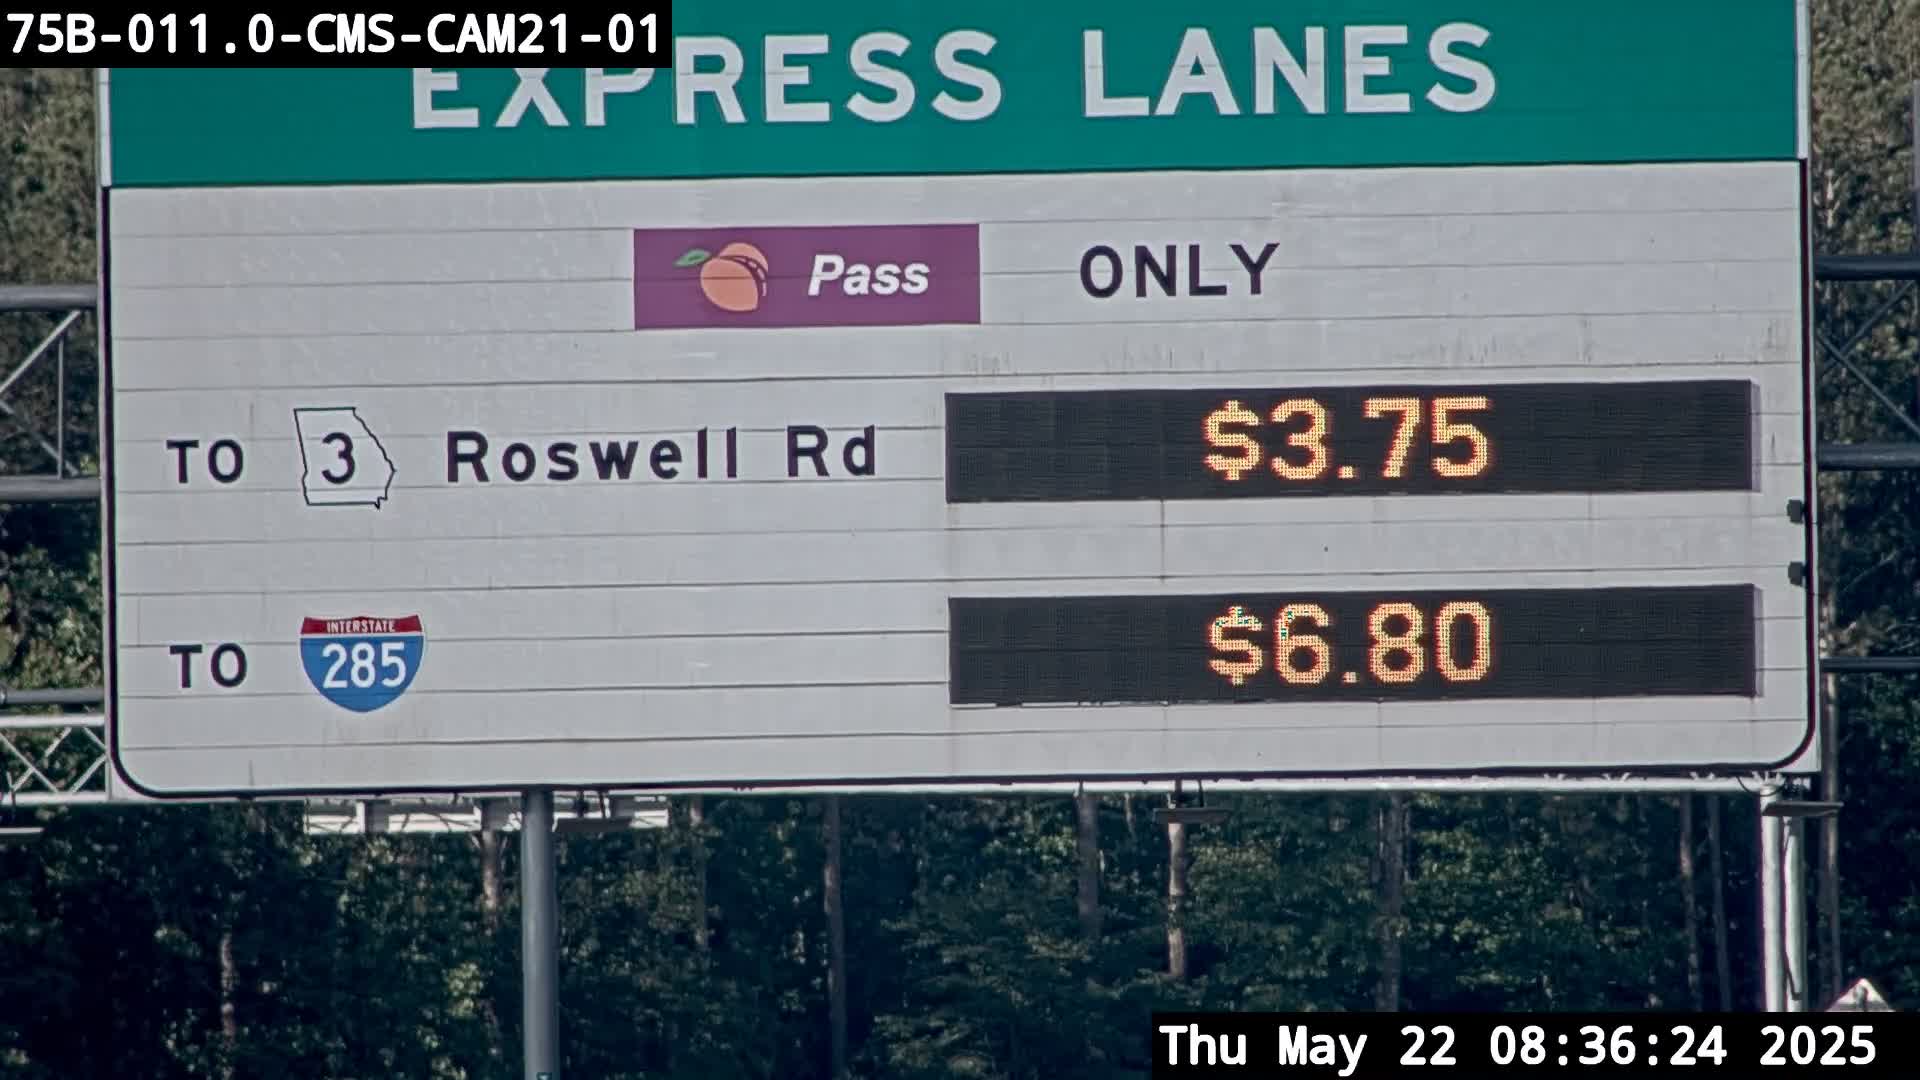 75B-011.0-CMS-CAM21-01
EXPRESS LANES
Pass ONLY
TO 3 Roswell Rd $3.75
INTERSTATE
TO 285 $6.80
Thu May 22 08:36:24 2025